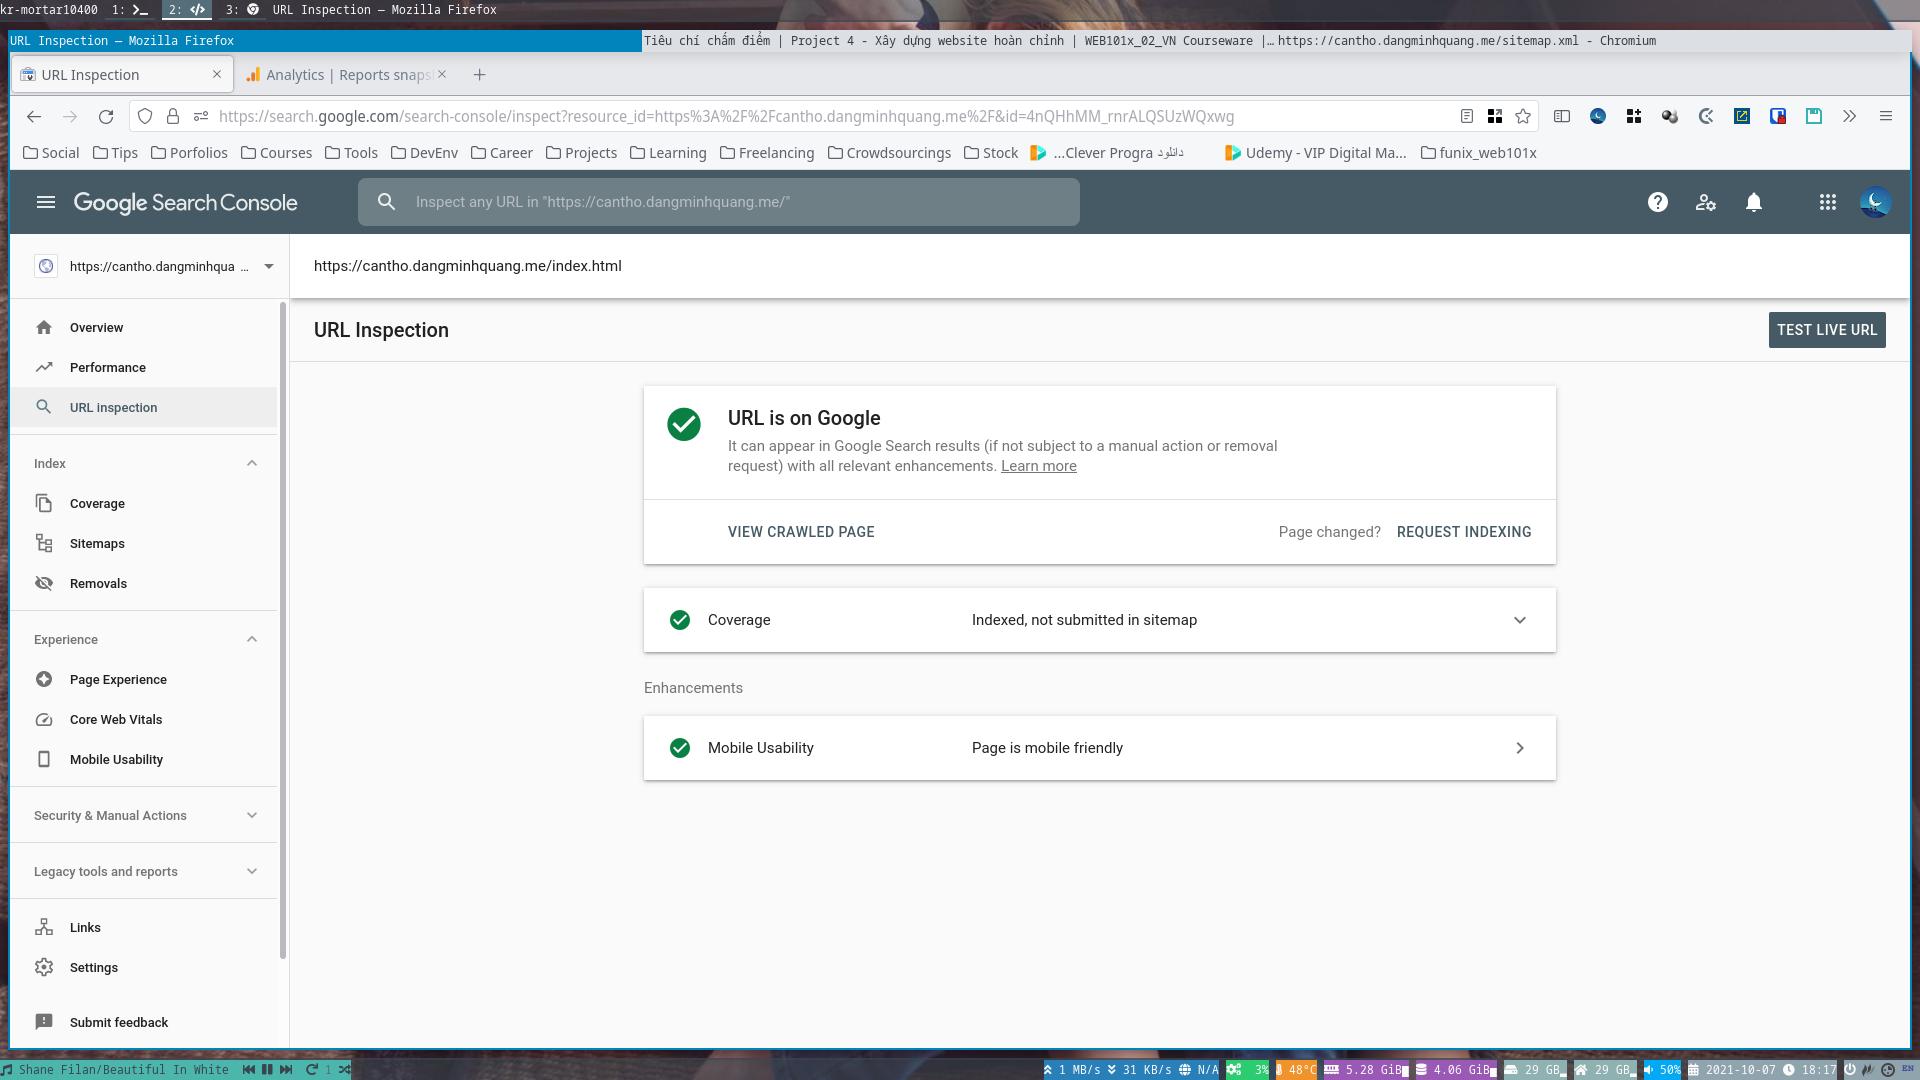 kr-mortar10400 1: 2: 3: URL Inspection — Mozilla Firefox
URL Inspection — Mozilla Firefox
Tiêu chí chấm điểm | Project 4 - Xây dựng website hoàn chỉnh | WEB101x_02_VN Courseware |…
https://cantho.dangminhquang.me/sitemap.xml - Chromium
URL Inspection
Analytics | Reports snaps
https://search.google.com/search-console/inspect?resource_id=https%3A%2F%2Fcantho.dangminhquang.me%2F&id=4nQHhMM_rnrALQSUzWQxwg
Social Tips Porfolios Courses Tools DevEnv Career Projects Learning Freelancing Crowdsourcings Stock ...Clever Progra دانلود Udemy - VIP Digital Ma... funix_web101x
Google Search Console
Inspect any URL in "https://cantho.dangminhquang.me/"
https://cantho.dangminhqua ...
https://cantho.dangminhquang.me/index.html
Overview
Performance
URL inspection
Index
Coverage
Sitemaps
Removals
Experience
Page Experience
Core Web Vitals
Mobile Usability
Security & Manual Actions
Legacy tools and reports
Links
Settings
Submit feedback
URL Inspection
TEST LIVE URL
URL is on Google
It can appear in Google Search results (if not subject to a manual action or removal
request) with all relevant enhancements. Learn more
VIEW CRAWLED PAGE
Page changed? REQUEST INDEXING
Coverage
Indexed, not submitted in sitemap
Enhancements
Mobile Usability
Page is mobile friendly
Shane Filan/Beautiful In White 1
1 MB/s 31 KB/s N/A 3% 48°C 5.28 GiB 4.06 GiB 29 GB 29 GB 50% 2021-10-07 18:17 EN